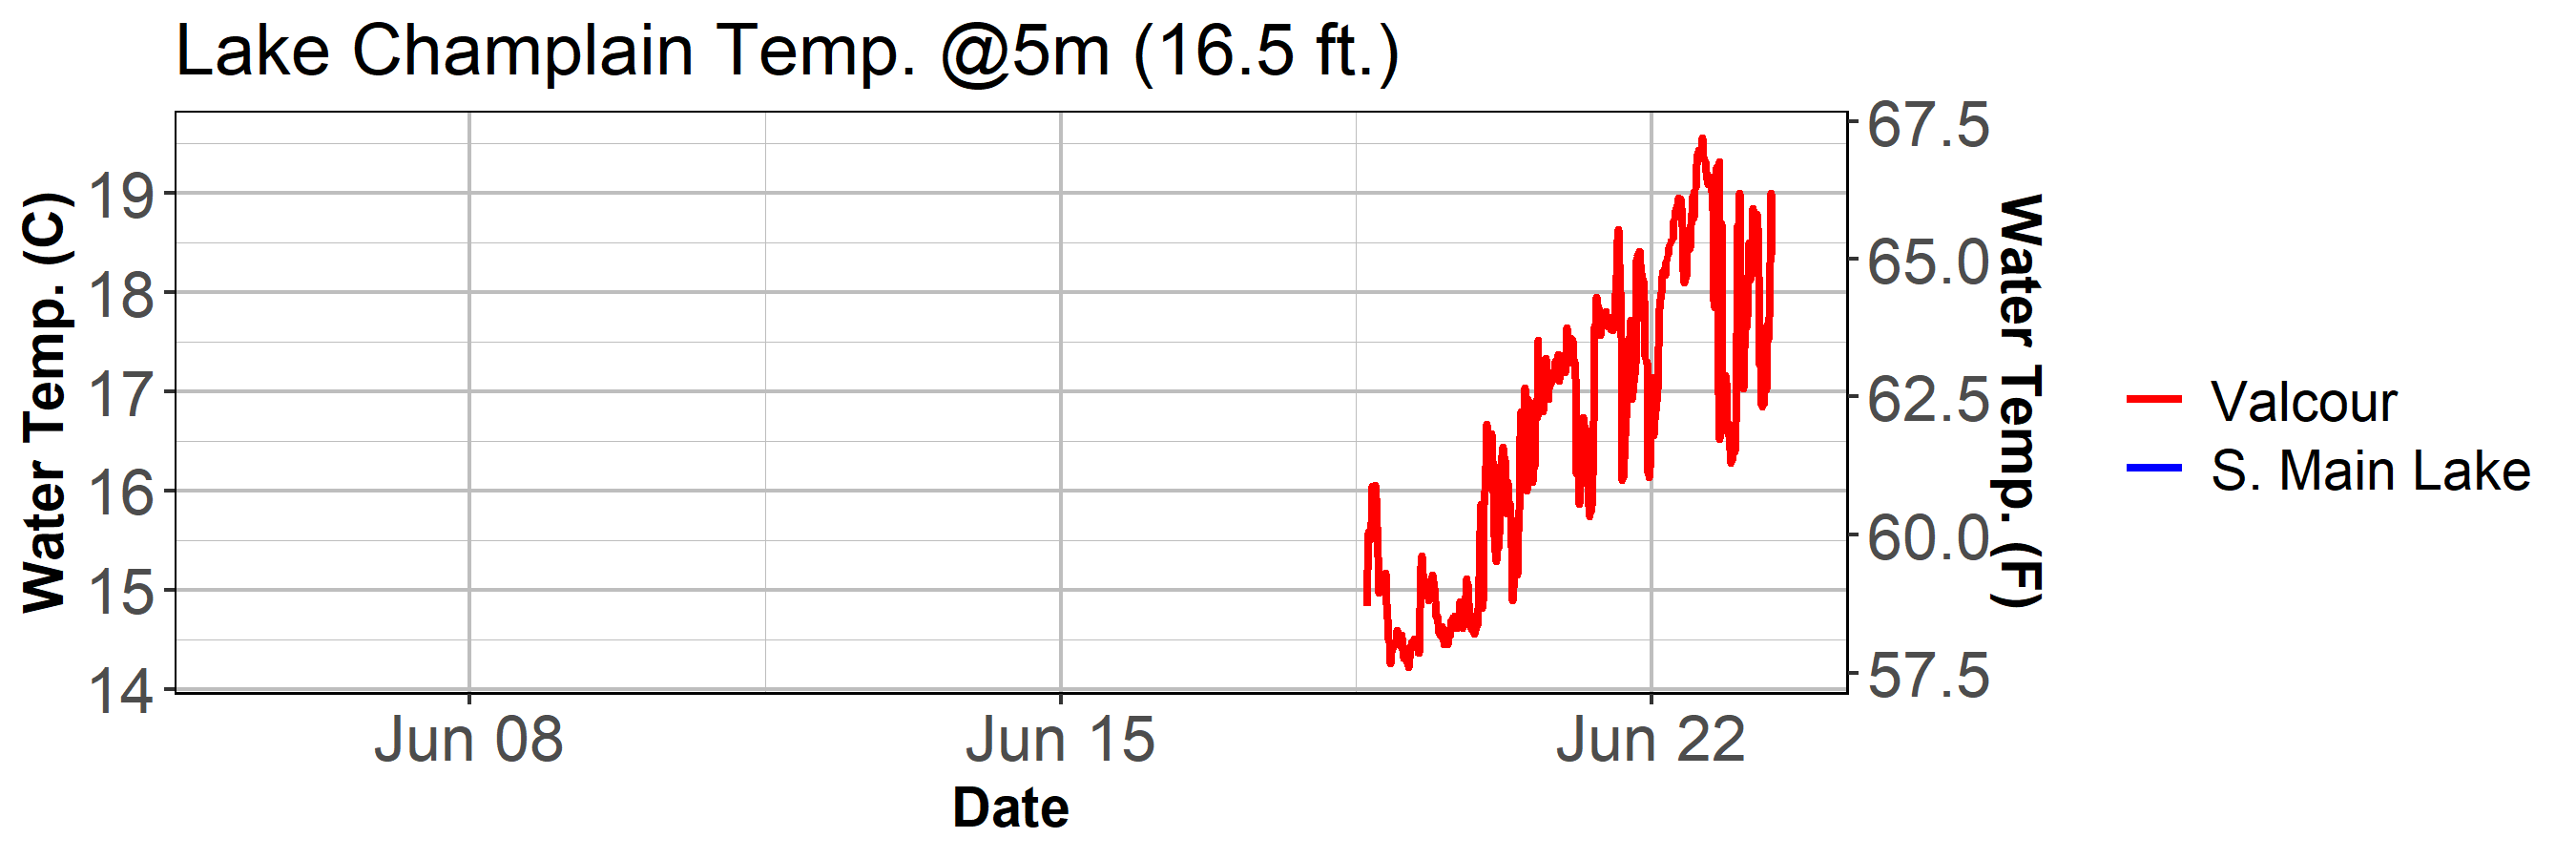 Lake Champlain Temp. @5m (16.5 ft.)
Water Temp. (C)
19
18
17
16
15
14
67.5
65.0
62.5
60.0
57.5
Water Temp. (F)
Jun 08
Jun 15
Jun 22
Date
Valcour
S. Main Lake